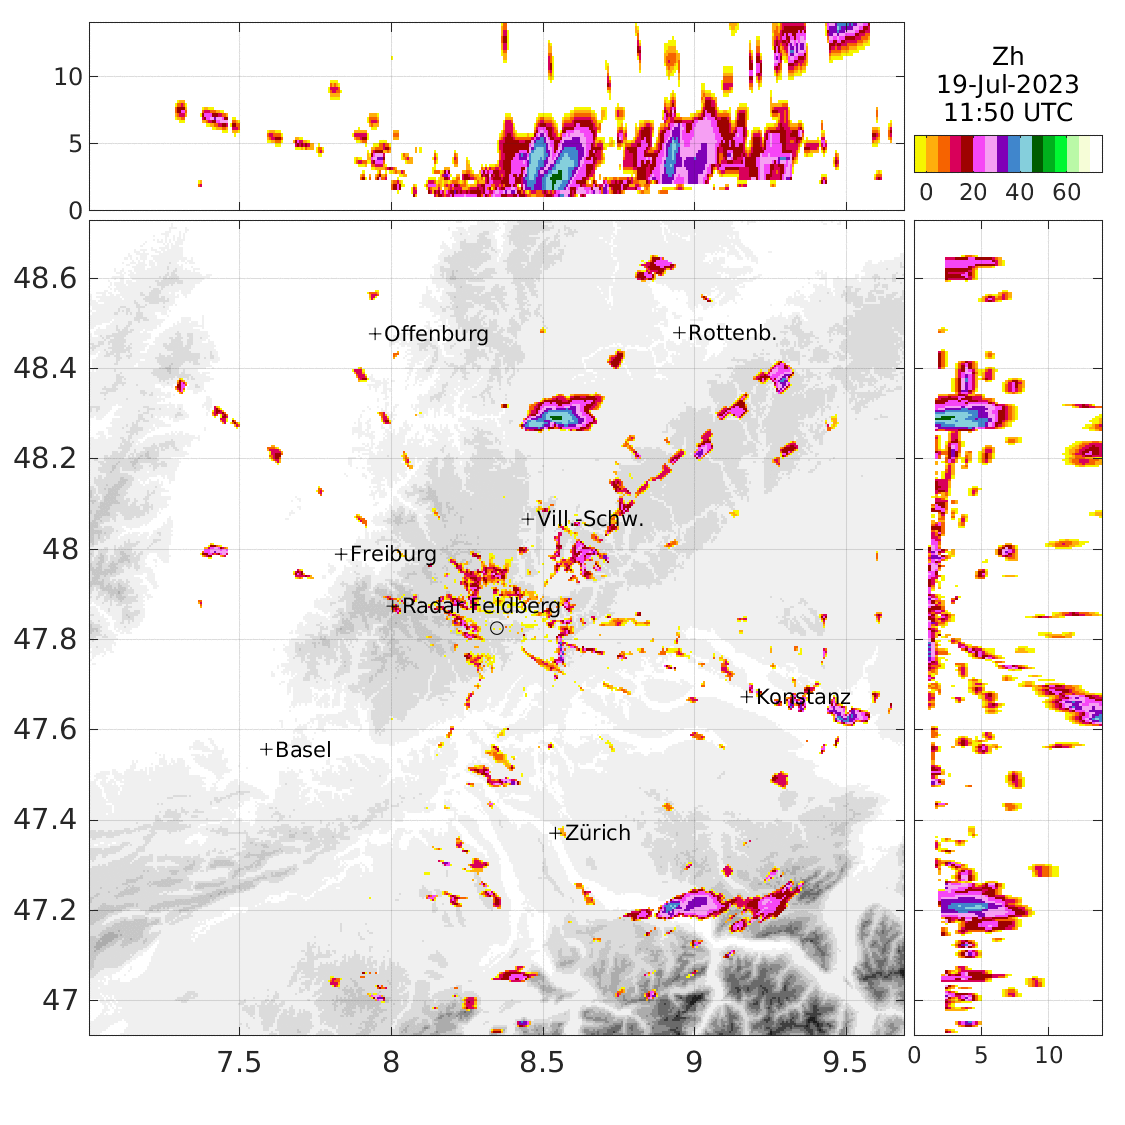 10
5
0
Zh
19-Jul-2023
11:50 UTC
0 20 40 60
48.6
48.4
48.2
48
47.8
47.6
47.4
47.2
47
Offenburg
Rottenb.
Vill.-Schw.
Freiburg
Radar Feldberg
Konstanz
Basel
Zürich
7.5 8 8.5 9 9.5
0 5 10